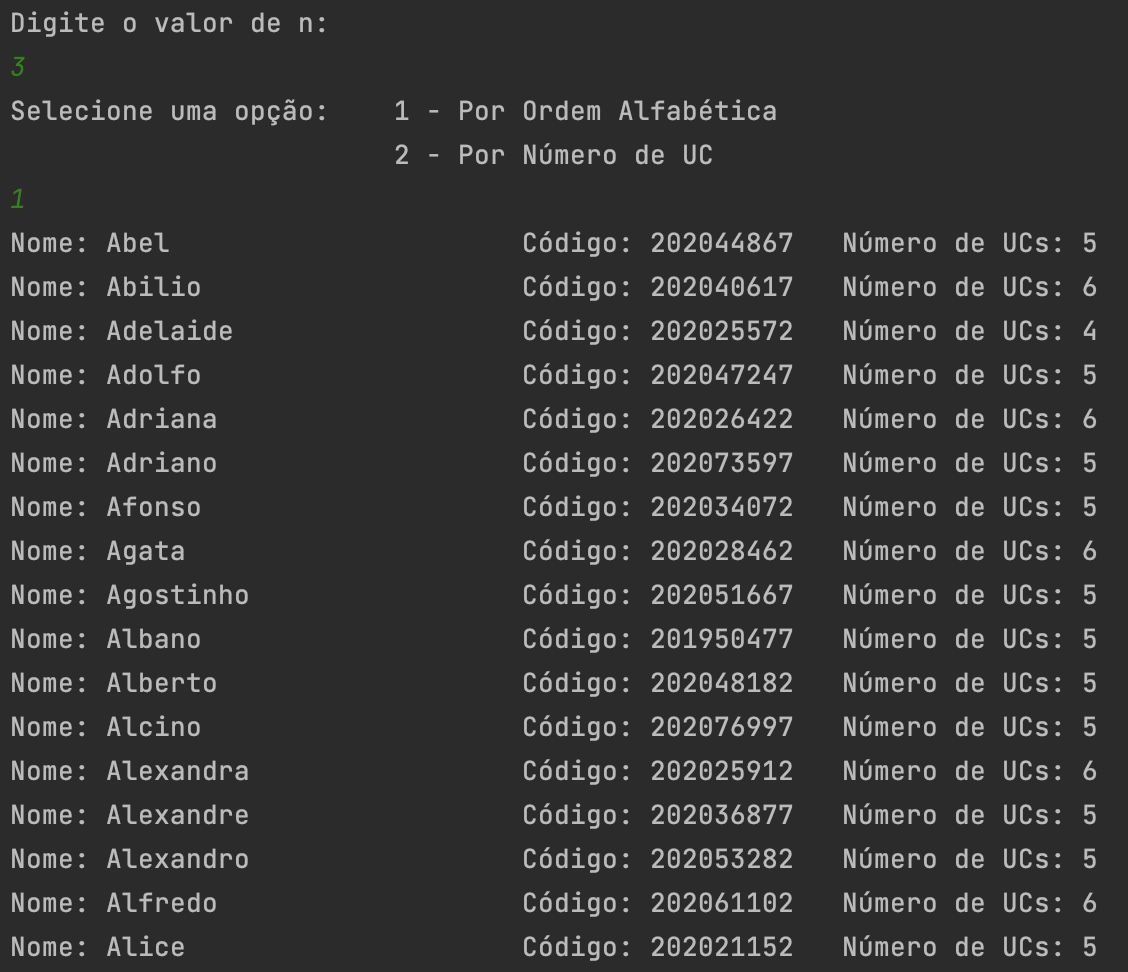 Digite o valor de n:
3
Selecione uma opção:    1 - Por Ordem Alfabética
                        2 - Por Número de UC
1
Nome: Abel                      Código: 202044867   Número de UCs: 5
Nome: Abilio                    Código: 202040617   Número de UCs: 6
Nome: Adelaide                  Código: 202025572   Número de UCs: 4
Nome: Adolfo                    Código: 202047247   Número de UCs: 5
Nome: Adriana                   Código: 202026422   Número de UCs: 6
Nome: Adriano                   Código: 202073597   Número de UCs: 5
Nome: Afonso                    Código: 202034072   Número de UCs: 5
Nome: Agata                     Código: 202028462   Número de UCs: 6
Nome: Agostinho                 Código: 202051667   Número de UCs: 5
Nome: Albano                    Código: 201950477   Número de UCs: 5
Nome: Alberto                   Código: 202048182   Número de UCs: 5
Nome: Alcino                    Código: 202076997   Número de UCs: 5
Nome: Alexandra                 Código: 202025912   Número de UCs: 6
Nome: Alexandre                 Código: 202036877   Número de UCs: 5
Nome: Alexandro                 Código: 202053282   Número de UCs: 5
Nome: Alfredo                   Código: 202061102   Número de UCs: 6
Nome: Alice                     Código: 202021152   Número de UCs: 5